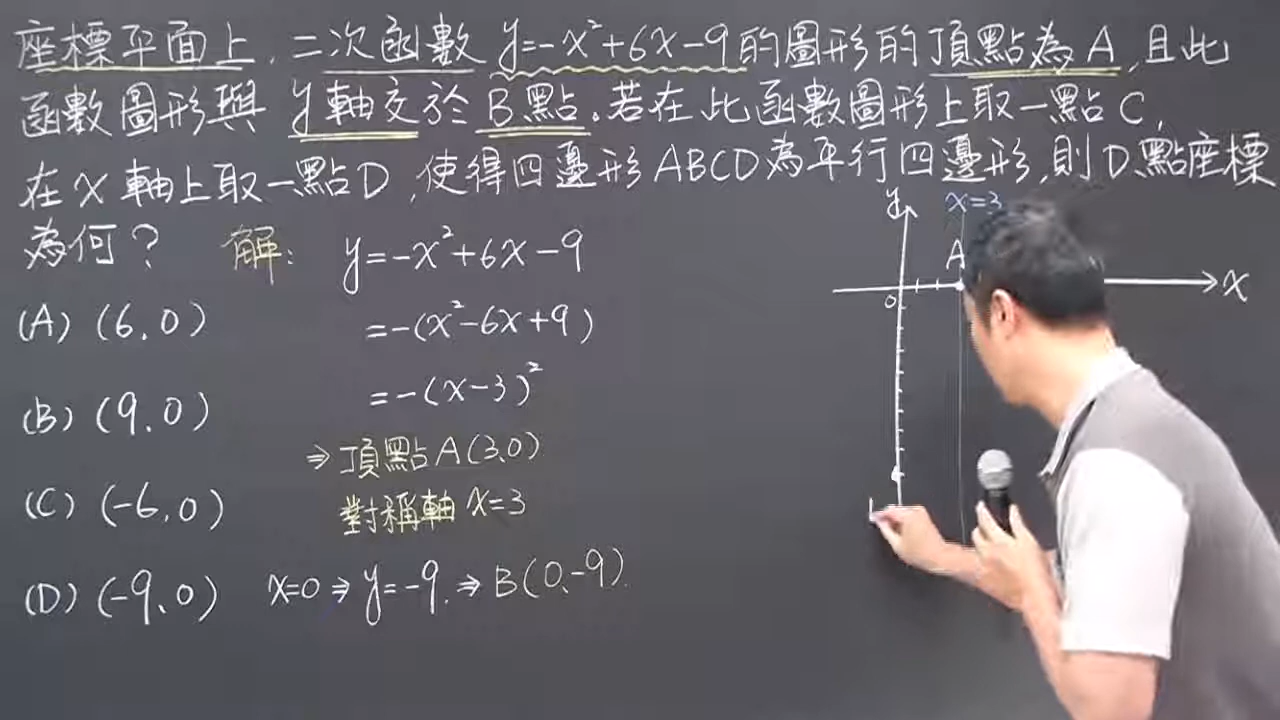 座標平面上，二次函數 y=-x²+6x-9的圖形的頂點為A，且此
函數圖形與 y軸交於 B點。若在此函數圖形上取一點C，
在x軸上取一點D，使得四邊形ABCD為平行四邊形，則D點座標
為何？
(A) (6,0)
(B) (9,0)
(C) (-6,0)
(D) (-9,0)
解：y=-x²+6x-9
=-(x²-6x+9)
=-(x-3)²
⇒頂點A(3,0)
對稱軸 x=3
x=0⇒y=-9.⇒B(0,-9)
y
x=3
A
0
x